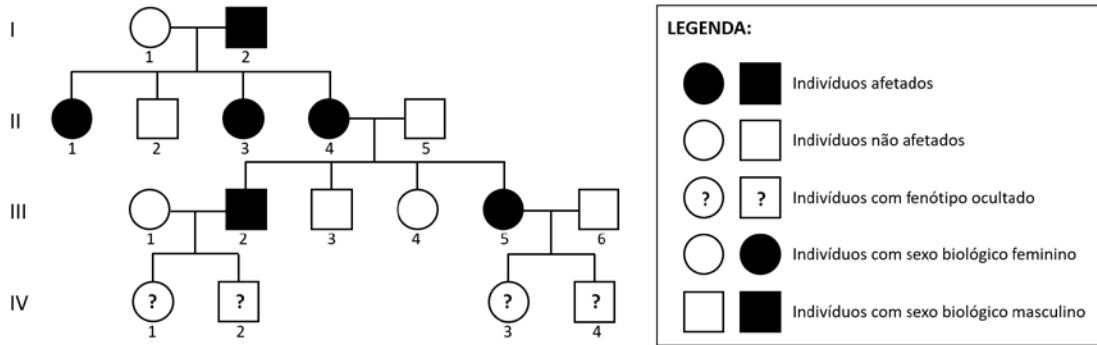 I
1 2
II
1 2 3 4 5
III
1 2 3 4 5 6
IV
? ? ? ?
1 2 3 4
LEGENDA:
Indivíduos afetados
Indivíduos não afetados
? ? Indivíduos com fenótipo ocultado
Indivíduos com sexo biológico feminino
Indivíduos com sexo biológico masculino